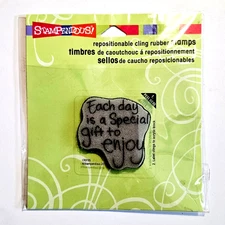 STAMPENDOUS!
repositionable cling rubber stamps
timbres de caoutchouc á repositionnement
sellos de caucho reposicionables
Each day
is a Special
gift to
enjoy